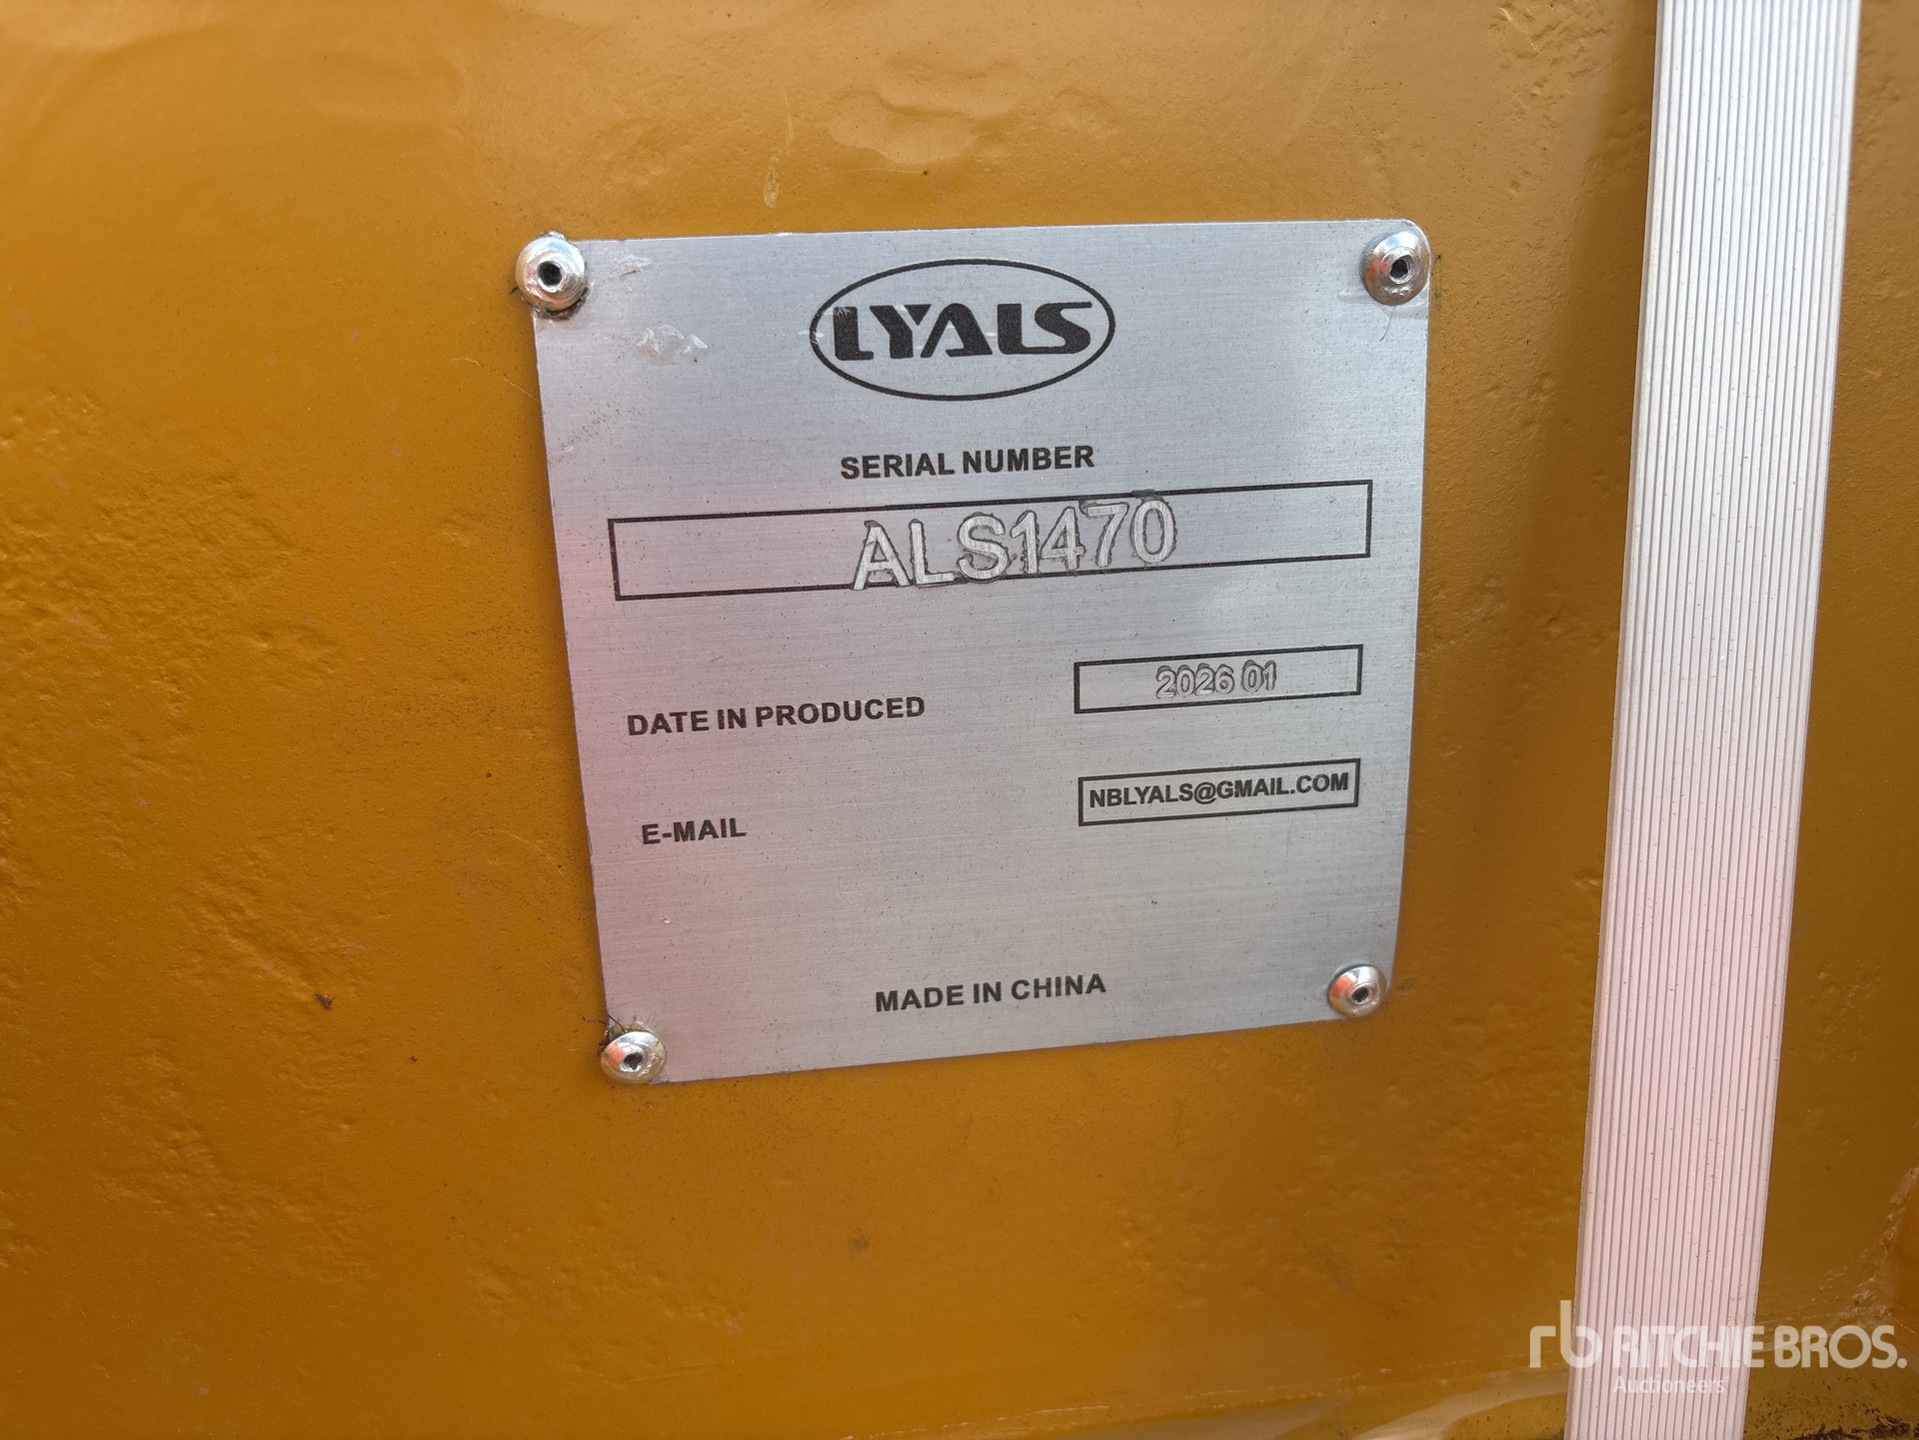 LYALS
SERIAL NUMBER
ALS1470
DATE IN PRODUCED
2026 01
E-MAIL
NBLYALS@GMAIL.COM
MADE IN CHINA
rb RITCHIE BROS.
Auctioneers